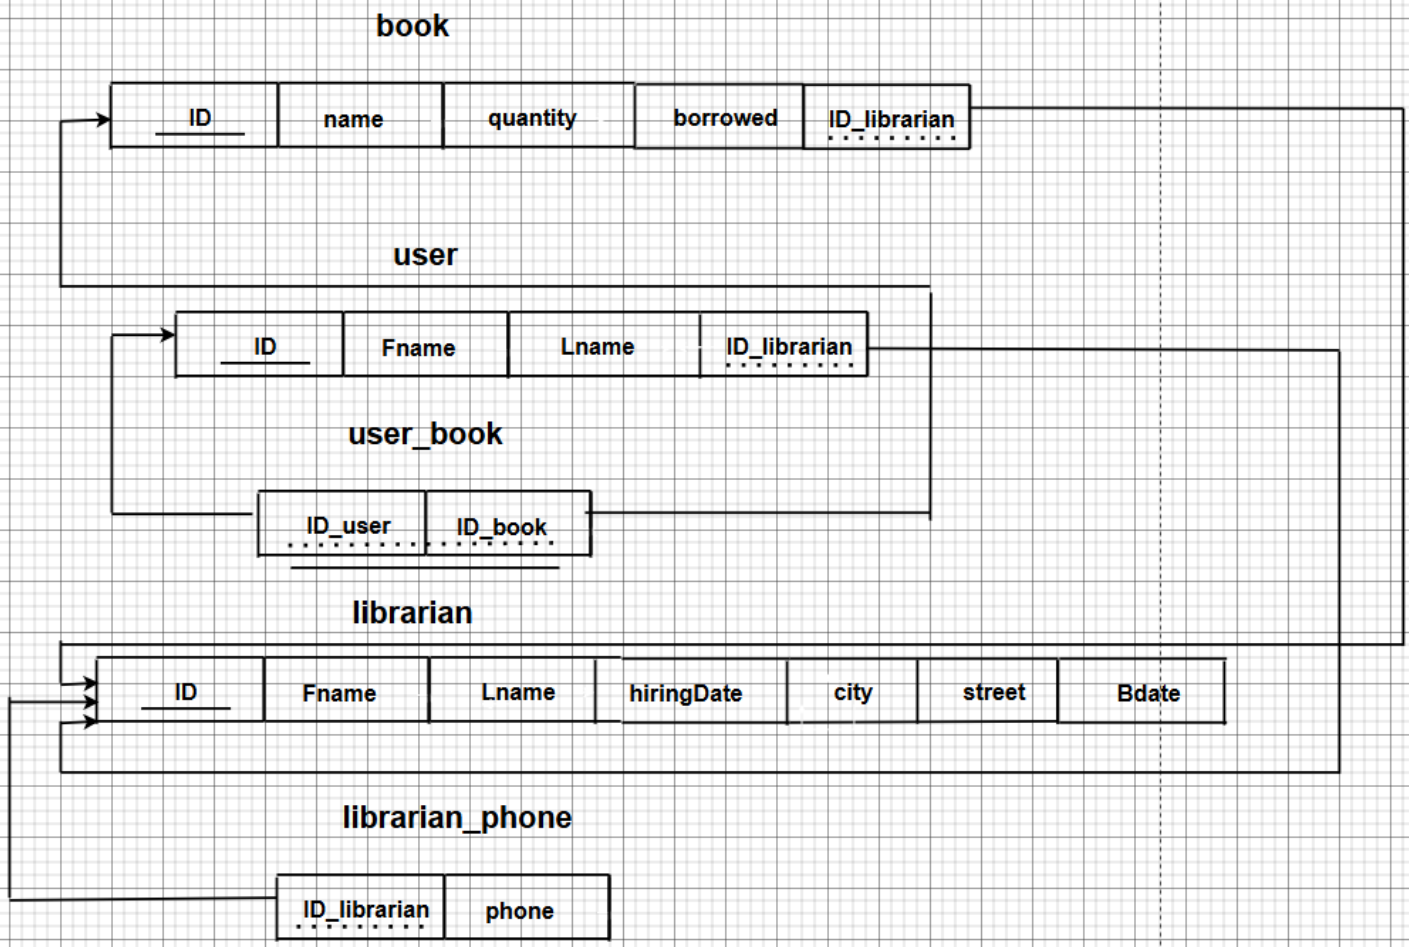 book
ID name quantity borrowed ID_librarian
user
ID Fname Lname ID_librarian
user_book
ID_user ID_book
librarian
ID Fname Lname hiringDate city street Bdate
librarian_phone
ID_librarian phone